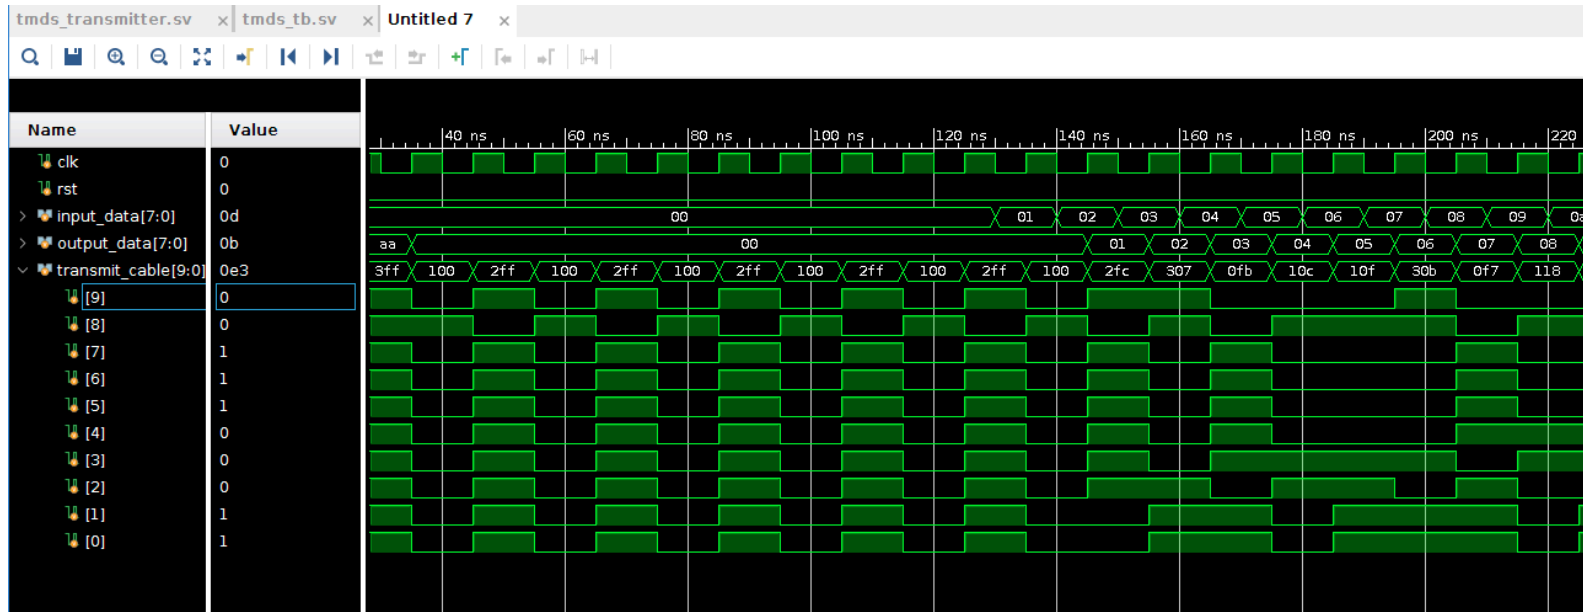 tmds_transmitter.sv × tmds_tb.sv × Untitled 7 ×
Name Value
40 ns 60 ns 80 ns 100 ns 120 ns 140 ns 160 ns 180 ns 200 ns 220
clk 0
rst 0
input_data[7:0] 0d 00 01 02 03 04 05 06 07 08 09 0a
output_data[7:0] 0b aa 00 01 02 03 04 05 06 07 08
transmit_cable[9:0] 0e3 3ff 100 2ff 100 2ff 100 2ff 100 2ff 100 2ff 100 2fc 307 0fb 10c 10f 30b 0f7 118
[9] 0
[8] 0
[7] 1
[6] 1
[5] 1
[4] 0
[3] 0
[2] 0
[1] 1
[0] 1